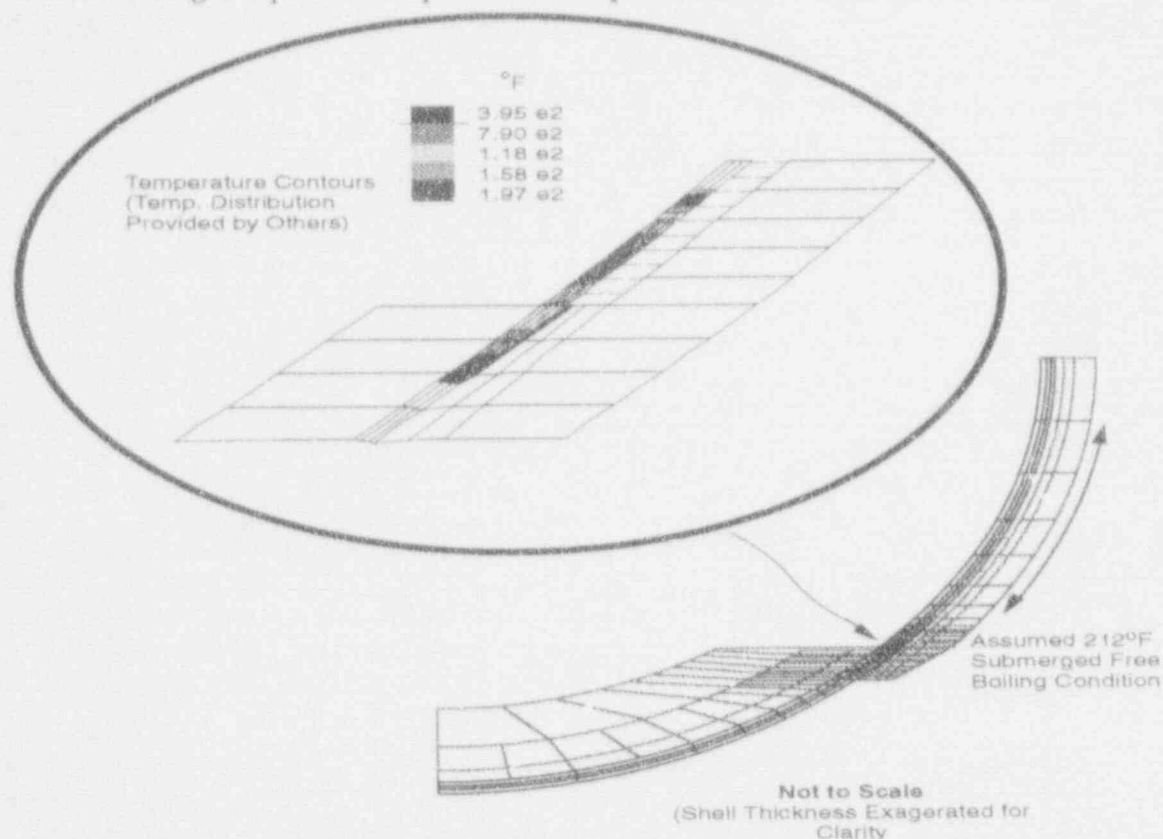 °F
3.95 e2
7.90 e2
1.18 e2
1.58 e2
1.97 e2
Temperature Contours
(Temp. Distribution
Provided by Others)
Assumed 212°F
Submerged Free
Boiling Condition
Not to Scale
(Shell Thickness Exagerated for
Clarity